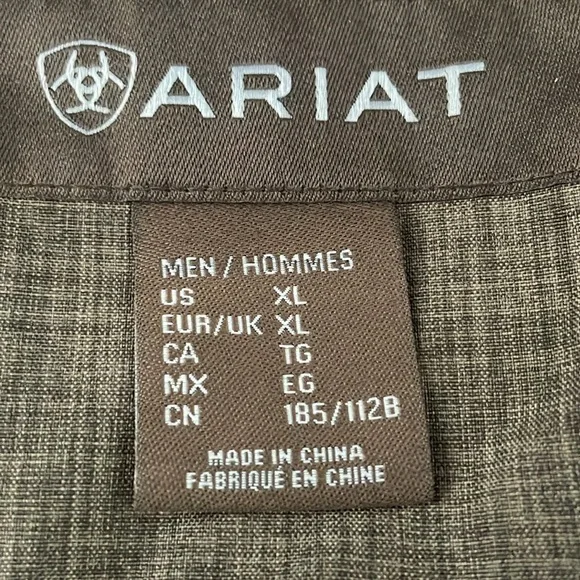 ARIAT
MEN / HOMMES
US XL
EUR/UK XL
CA TG
MX EG
CN 185/112B
MADE IN CHINA
FABRIQUÉ EN CHINE